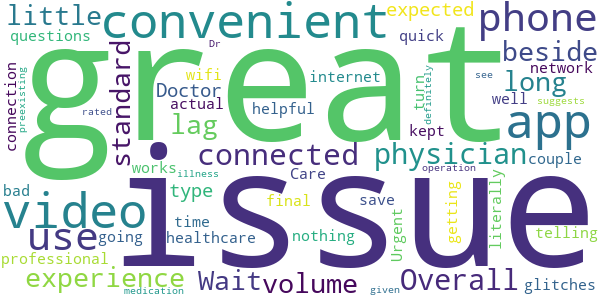 little convenient expected phone
questions Dr quick beside
standard great wifi internet network
connection preexisting Doctor actual helpful turn definitely long see well suggests
rated lag kept app
connected physician couple
video works illness Care type final save operation
bad use going time healthcare nothing Urgent getting literally telling
professional issue
experience Wait volume Overall glitches
medication given